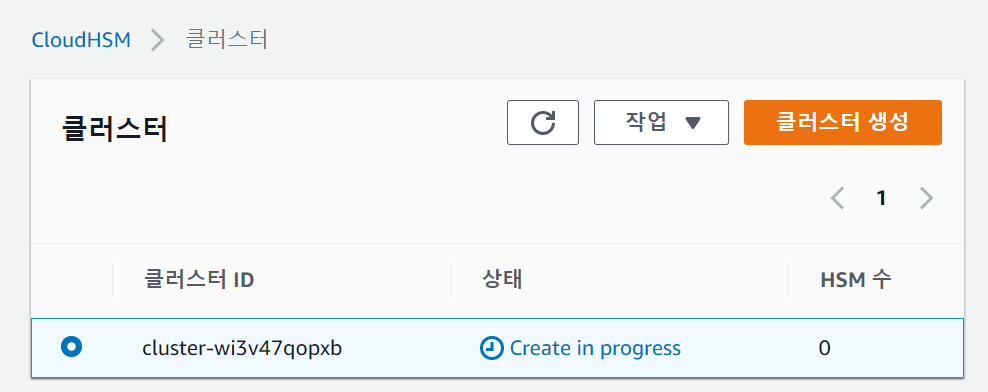 CloudHSM > 클러스터
클러스터
작업 ▼ 클러스터 생성
1
클러스터 ID 상태 HSM 수
cluster-wi3v47qopxb Create in progress 0